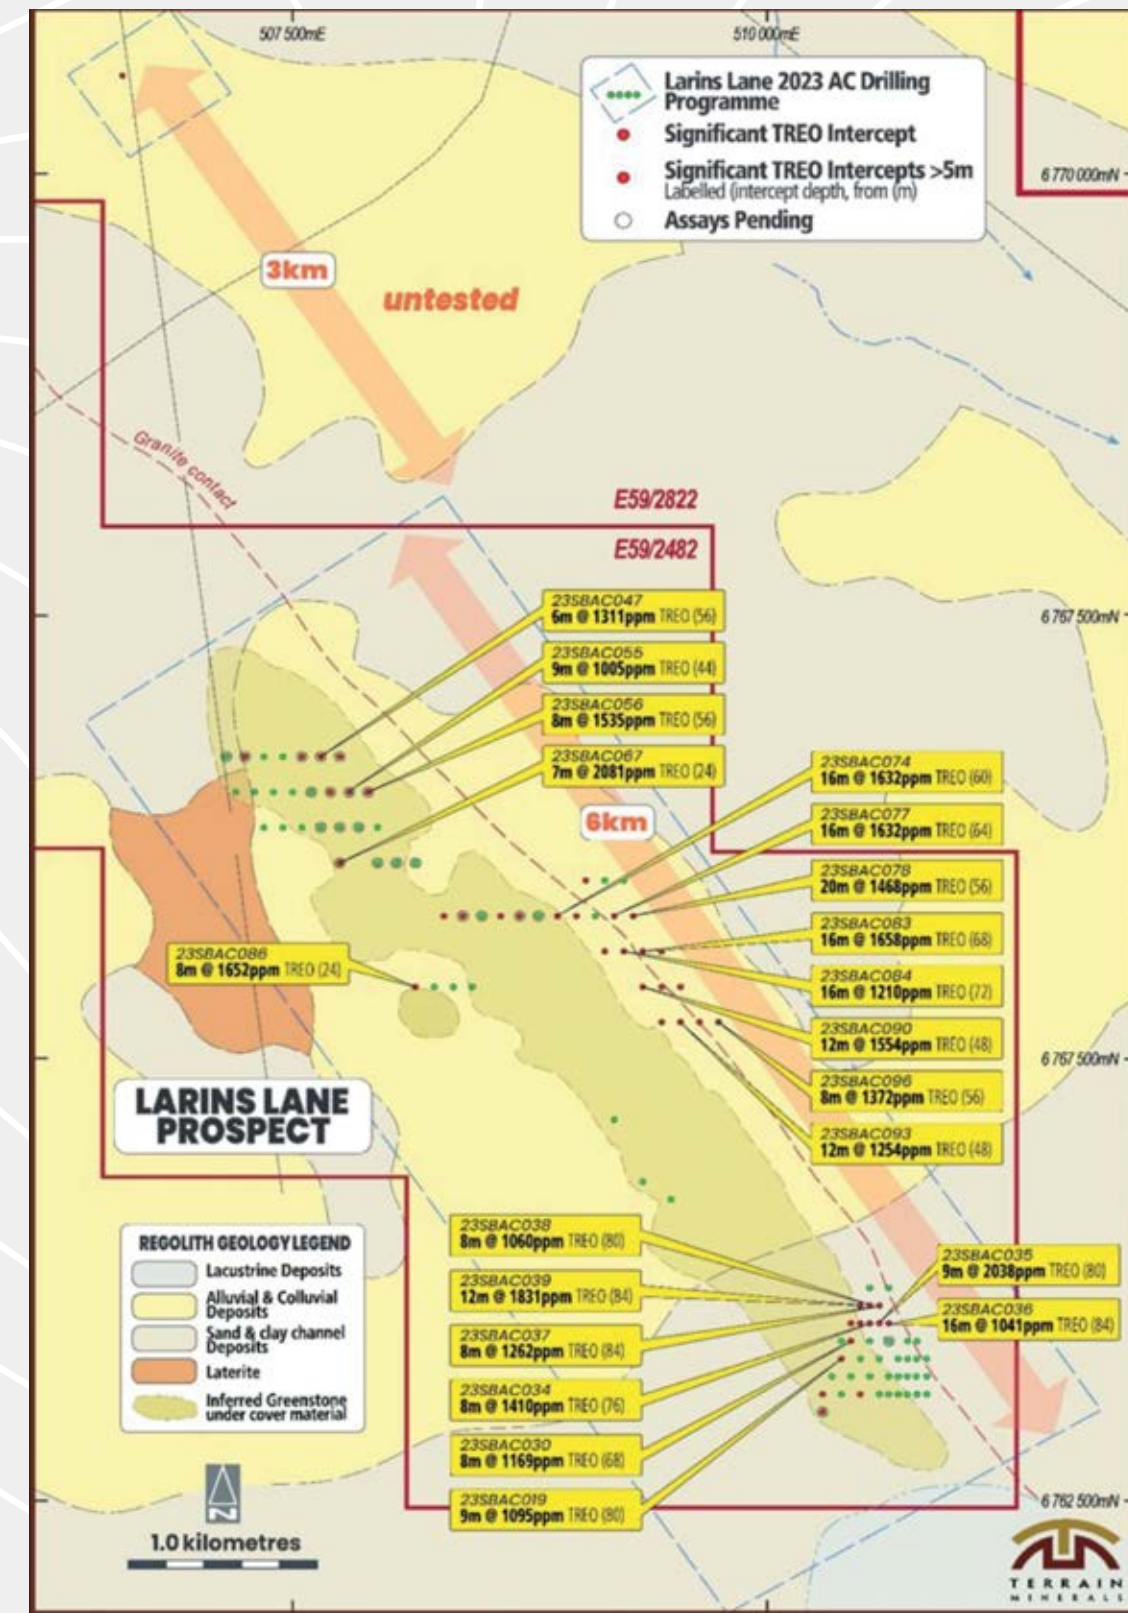 507 500mE
510 000mE
Larins Lane 2023 AC Drilling
Programme
Significant TREO Intercept
Significant TREO Intercepts >5m
Labelled (intercept depth, from (m)
Assays Pending
6 770 000mN
3km
untested
Granite contact
E59/2822
E59/2482
6 767 500mN
23SBAC047
6m @ 1311ppm TREO (56)
23SBAC055
9m @ 1005ppm TREO (44)
23SBAC056
8m @ 1535ppm TREO (56)
23SBAC067
7m @ 2081ppm TREO (24)
6km
23SBAC074
16m @ 1632ppm TREO (60)
23SBAC077
16m @ 1632ppm TREO (64)
23SBAC078
20m @ 1468ppm TREO (56)
23SBAC083
16m @ 1658ppm TREO (68)
23SBAC084
16m @ 1210ppm TREO (72)
23SBAC090
12m @ 1554ppm TREO (48)
23SBAC096
8m @ 1372ppm TREO (56)
23SBAC093
12m @ 1254ppm TREO (48)
23SBAC086
8m @ 1652ppm TREO (24)
6 767 500mN
LARINS LANE
PROSPECT
REGOLITH GEOLOGY LEGEND
Lacustrine Deposits
Alluvial & Colluvial
Deposits
Sand & clay channel
Deposits
Laterite
Inferred Greenstone
under cover material
23SBAC038
8m @ 1060ppm TREO (80)
23SBAC039
12m @ 1831ppm TREO (84)
23SBAC037
8m @ 1262ppm TREO (84)
23SBAC034
8m @ 1410ppm TREO (76)
23SBAC030
8m @ 1169ppm TREO (68)
23SBAC019
9m @ 1095ppm TREO (80)
23SBAC035
9m @ 2038ppm TREO (80)
23SBAC036
16m @ 1041ppm TREO (84)
6 762 500mN
N
1.0 kilometres
TERRAIN
MINERALS